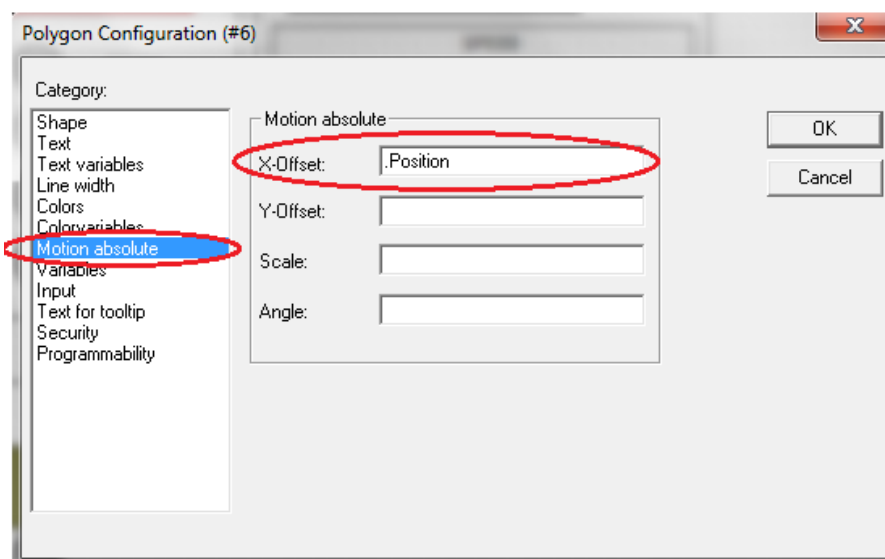 Polygon Configuration (#6)
X
Category:
Shape
Text
Text variables
Line width
Colors
Colorvariables
Motion absolute
Variables
Input
Text for tooltip
Security
Programmability
Motion absolute
X-Offset: .Position
Y-Offset:
Scale:
Angle:
OK
Cancel